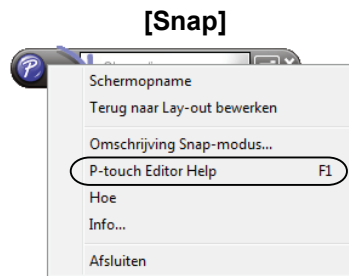 [Snap]
Schermopname
Terug naar Lay-out bewerken
Omschrijving Snap-modus...
P-touch Editor Help F1
Hoe
Info...
Afsluiten